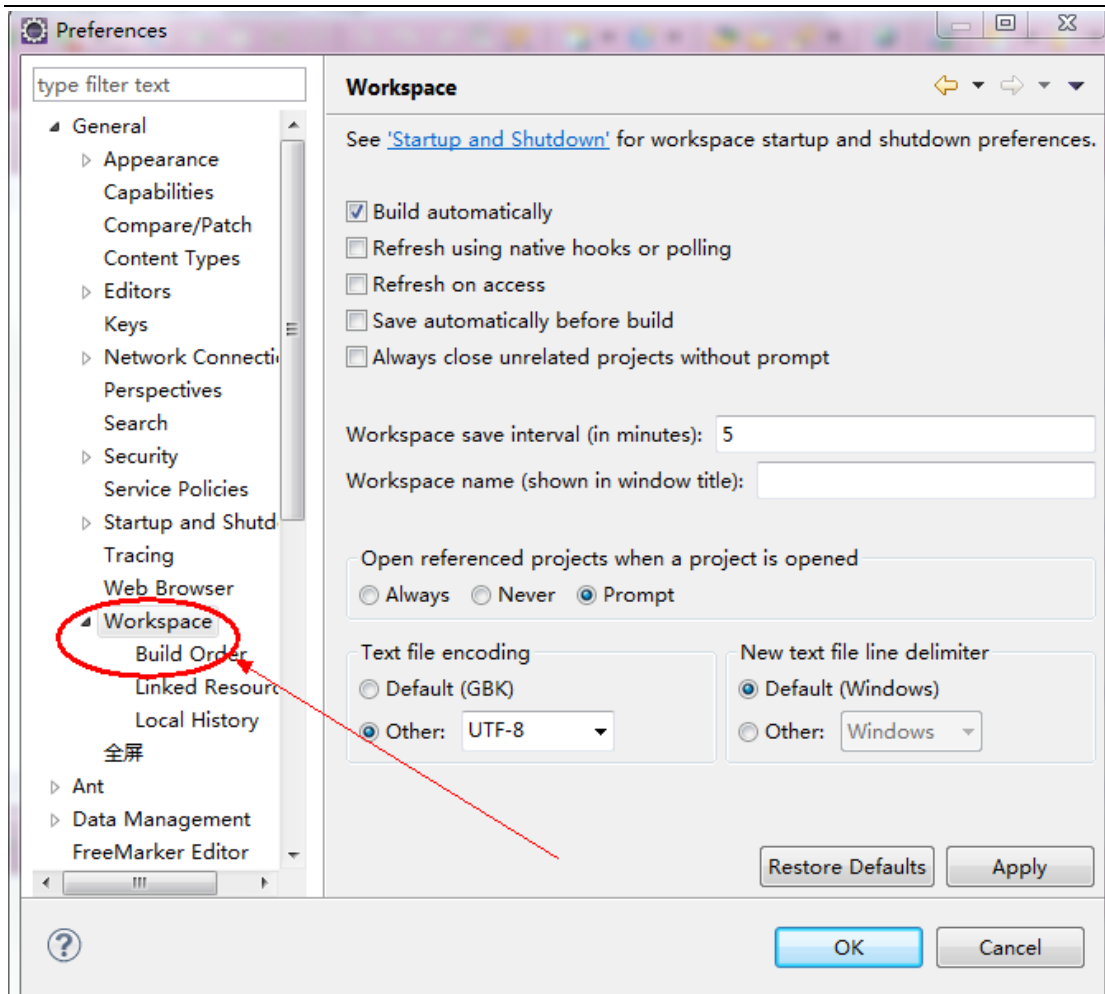 Preferences
type filter text
General
Appearance
Capabilities
Compare/Patch
Content Types
Editors
Keys
Network Connecti
Perspectives
Search
Security
Service Policies
Startup and Shutd
Tracing
Web Browser
Workspace
Build Order
Linked Resourc
Local History
全屏
Ant
Data Management
FreeMarker Editor
Workspace
See 'Startup and Shutdown' for workspace startup and shutdown preferences.
Build automatically
Refresh using native hooks or polling
Refresh on access
Save automatically before build
Always close unrelated projects without prompt
Workspace save interval (in minutes): 5
Workspace name (shown in window title):
Open referenced projects when a project is opened
Always Never Prompt
Text file encoding
Default (GBK)
Other: UTF-8
New text file line delimiter
Default (Windows)
Other: Windows
Restore Defaults Apply
OK Cancel